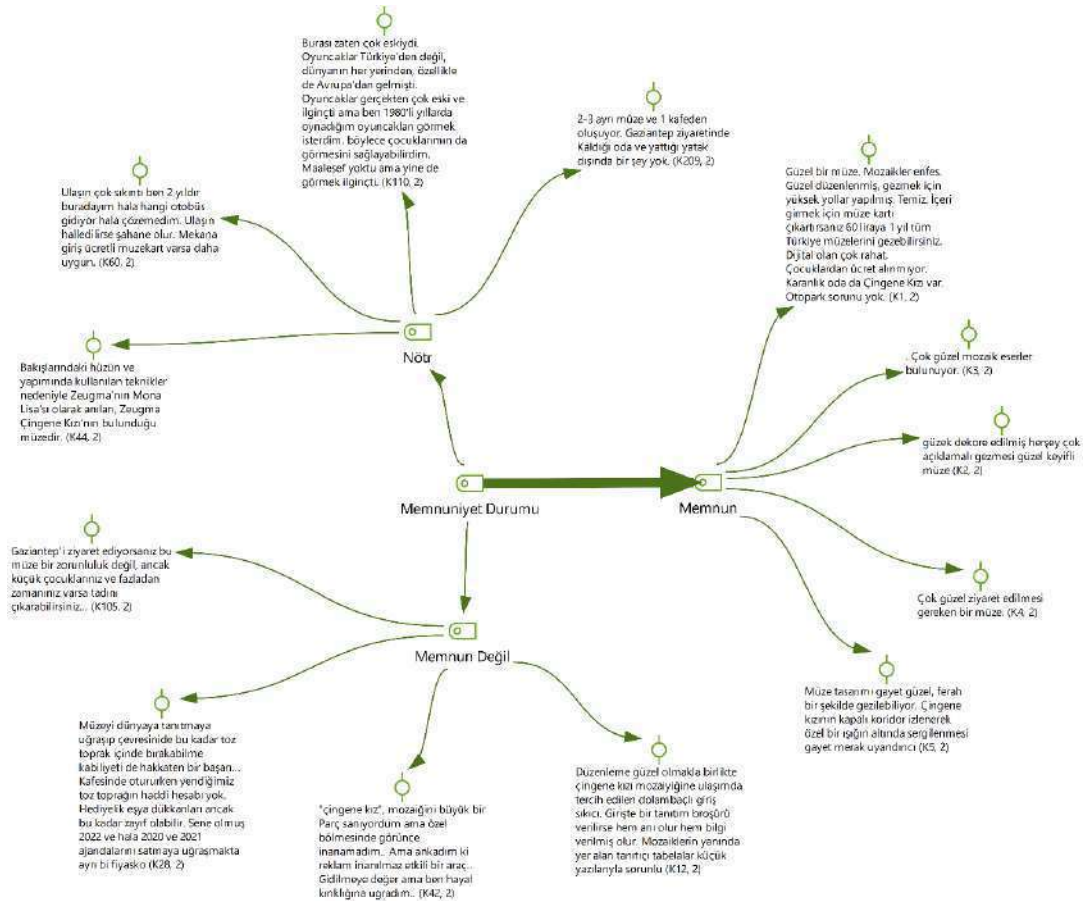 Burası zaten çok eskiydi.
Oyuncaklar Türkiye'den değil,
dünyanın her yerinden, özellikle
de Avrupa'dan gelmişti.
Oyuncaklar gerçekten çok eski ve
ilginçti ama ben 1980'li yıllarda
oynadığım oyuncakları görmek
isterdim. böylece çocuklarımın da
görmesini sağlayabilirdim.
Maalesef yoktu ama yine de
görmek ilginçti. (K110, 2)
2-3 ayrı müze ve 1 kafeden
oluşuyor. Gaziantep ziyaretinde
Kaldığı oda ve yattığı yatak
dışında bir şey yok. (K209, 2)
Ulaşın çok sıkıntı ben 2 yıldır
buradayım hala hangi otobüs
gidiyor hala çözemedim. Ulaşın
halledilirse şahane olur. Mekana
giriş ücretli muzekart varsa daha
uygun. (K60, 2)
Güzel bir müze. Mozaikler enfes.
Güzel düzenlenmiş, gezmek için
yüksek yollar yapılmış. Temiz. İçeri
girmek için müze kartı
çıkartırsanız 60 liraya 1 yıl tüm
Türkiye müzelerini gezebilirsiniz.
Dijital olan çok rahat.
Çocuklardan ücret alınmıyor.
Karanlık oda da Çingene Kızı var.
Otopark sorunu yok. (K1, 2)
Nötr
Bakışlarındaki hüzün ve
yapımında kullanılan teknikler
nedeniyle Zeugma'nın Mona
Lisa'sı olarak anılan, Zeugma
Çingene Kızı'nın bulunduğu
müzedir. (K44, 2)
. Çok güzel mozaik eserler
bulunuyor. (K3, 2)
güzek dekore edilmiş herşey çok
açıklamalı gezmesi güzel keyifli
müze (K2, 2)
Memnuniyet Durumu
Memnun
Gaziantep'i ziyaret ediyorsanız bu
müze bir zorunluluk değil, ancak
küçük çocuklarınız ve fazladan
zamanınız varsa tadını
çıkarabilirsiniz... (K105, 2)
Çok güzel ziyaret edilmesi
gereken bir müze. (K4, 2)
Memnun Değil
Müze tasarımı gayet güzel, ferah
bir şekilde gezilebiliyor. Çingene
kızının kapalı koridor izlenerek
özel bir ışığın altında sergilenmesi
gayet merak uyandırıcı (K5, 2)
Müzeyi dünyaya tanıtmaya
uğraşıp çevresinide bu kadar toz
toprak içinde bırakabilme
kabiliyeti de hakkaten bir başarı...
Kafesinde otururken yendiğimiz
toz toprağın haddi hesabı yok.
Hediyelik eşya dükkanları ancak
bu kadar zayıf olabilir. Sene olmuş
2022 ve hala 2020 ve 2021
ajandalarını satmaya uğraşmakta
ayrı bi fiyasko (K28, 2)
"çingene kız", mozaiğini büyük bir
Parç sanıyordum ama özel
bölmesinde görünce
inanamadım.. Ama ankadım ki
reklam inanılmaz etkili bir araç..
Gidilmeye değer ama ben hayal
kırıklığına uğradım.. (K42, 2)
Düzenleme güzel olmakla birlikte
çingene kızı mozaiyiğine ulaşımda
tercih edilen dolambaçlı giriş
sıkıcı. Girişte bir tanıtım broşürü
verilirse hem anı olur hem bilgi
verilmiş olur. Mozaiklerin yanında
yer alan tanıtıcı tabelalar küçük
yazılarıyla sorunlu (K12, 2)